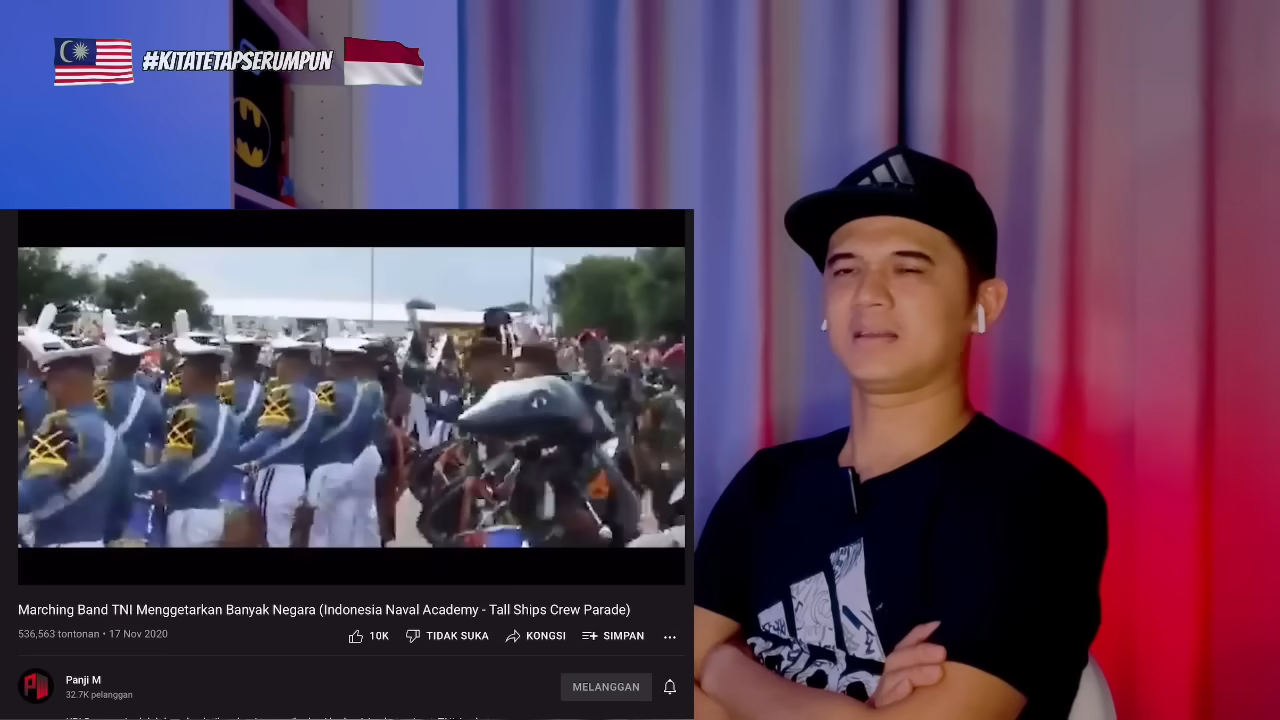 #KITATETAPSERUMPUN
Marching Band TNI Menggetarkan Banyak Negara (Indonesia Naval Academy - Tall Ships Crew Parade)
536,563 tontonan • 17 Nov 2020
10K TIDAK SUKA KONGSI SIMPAN
Panji M
32.7K pelanggan
MELANGGAN